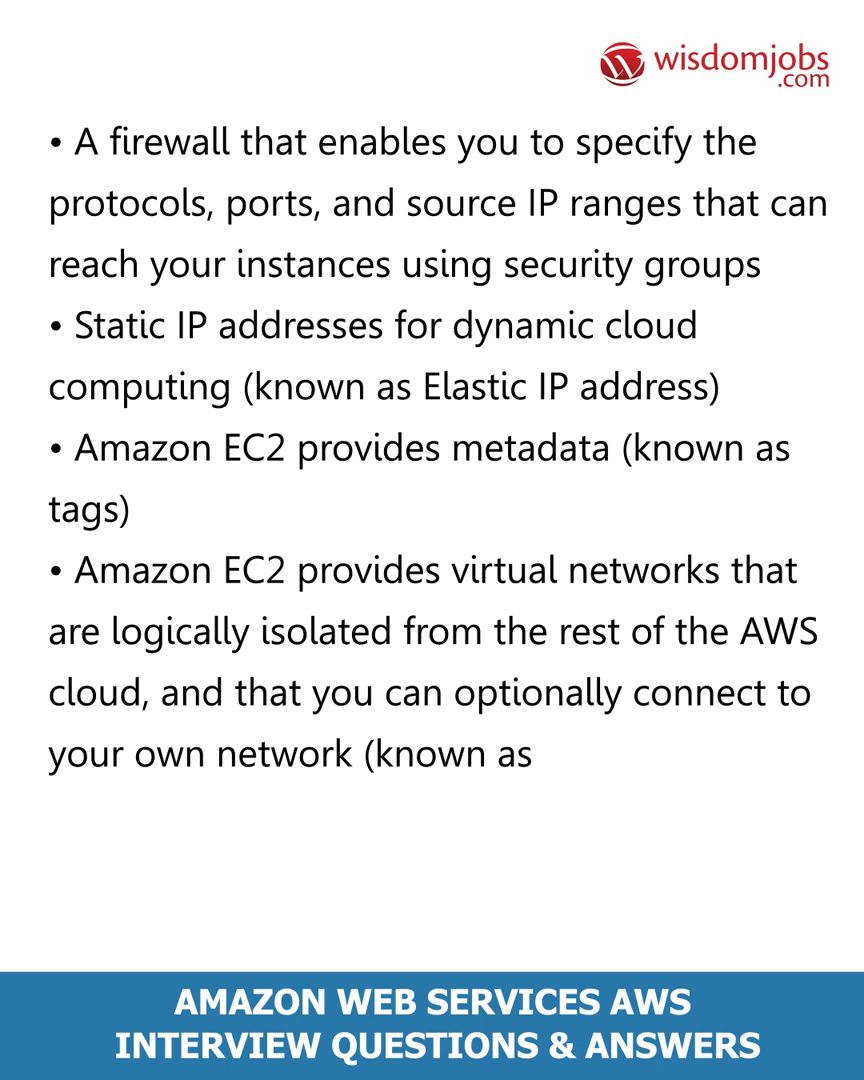 wisdomjobs
.com
• A firewall that enables you to specify the
protocols, ports, and source IP ranges that can
reach your instances using security groups
• Static IP addresses for dynamic cloud
computing (known as Elastic IP address)
• Amazon EC2 provides metadata (known as
tags)
• Amazon EC2 provides virtual networks that
are logically isolated from the rest of the AWS
cloud, and that you can optionally connect to
your own network (known as
AMAZON WEB SERVICES AWS
INTERVIEW QUESTIONS & ANSWERS